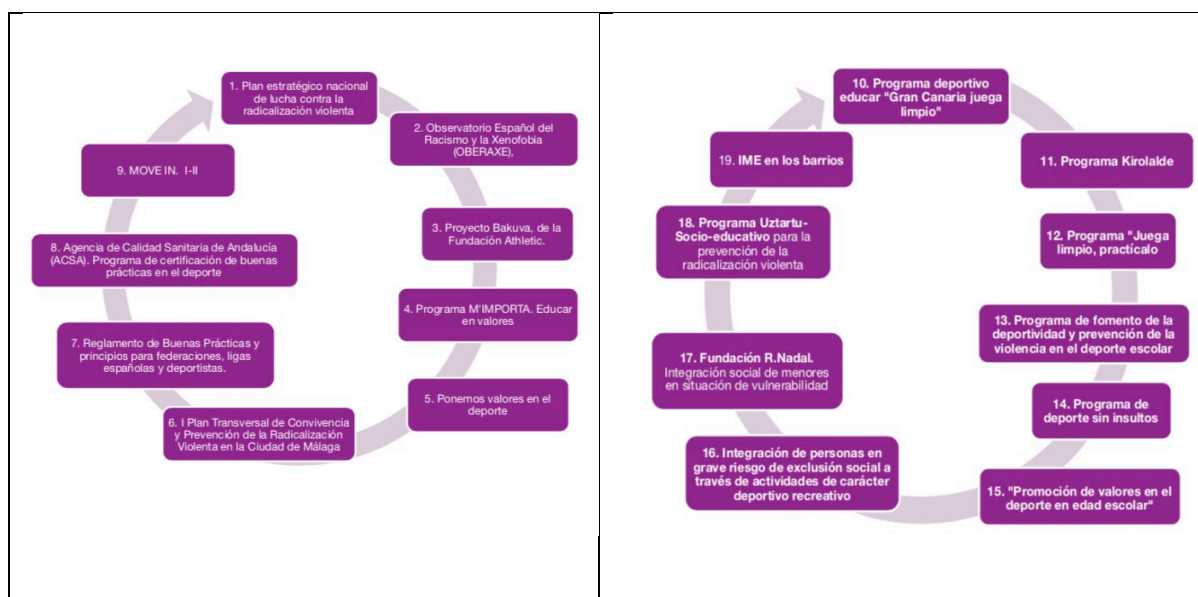 1. Plan estratégico nacional
de lucha contra la
radicalización violenta
2. Observatorio Español del
Racismo y la Xenofobia
(OBERAXE),
3. Proyecto Bakuva, de la
Fundación Athletic.
4. Programa M'IMPORTA. Educar
en valores
5. Ponemos valores en el
deporte
6. I Plan Transversal de Convivencia
y Prevención de la Radicalización
Violenta en la Ciudad de Málaga
7. Reglamento de Buenas Prácticas y
principios para federaciones, ligas
españolas y deportistas.
8. Agencia de Calidad Sanitaria de Andalucía
(ACSA). Programa de certificación de buenas
prácticas en el deporte
9. MOVE IN. I-II
10. Programa deportivo
educar "Gran Canaria juega
limpio"
11. Programa Kirolalde
12. Programa "Juega
limpio, practícalo
13. Programa de fomento de la
deportividad y prevención de la
violencia en el deporte escolar
14. Programa de
deporte sin insultos
15. "Promoción de valores en el
deporte en edad escolar"
16. Integración de personas en
grave riesgo de exclusión social a
través de actividades de carácter
deportivo recreativo
17. Fundación R.Nadal.
Integración social de menores
en situación de vulnerabilidad
18. Programa Uztartu-
Socio-educativo para la
prevención de la
radicalización violenta
19. IME en los barrios